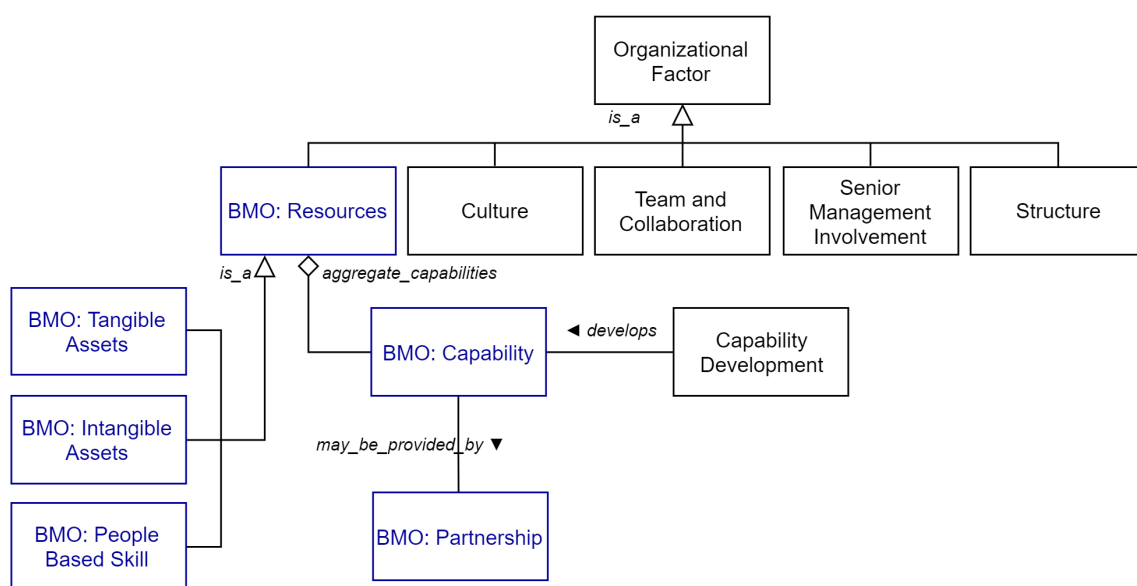 Organizational
Factor
is_a
BMO: Resources
Culture
Team and
Collaboration
Senior
Management
Involvement
Structure
is_a
aggregate_capabilities
BMO: Tangible
Assets
BMO: Capability
◄ develops
Capability
Development
BMO: Intangible
Assets
may_be_provided_by ▼
BMO: People
Based Skill
BMO: Partnership